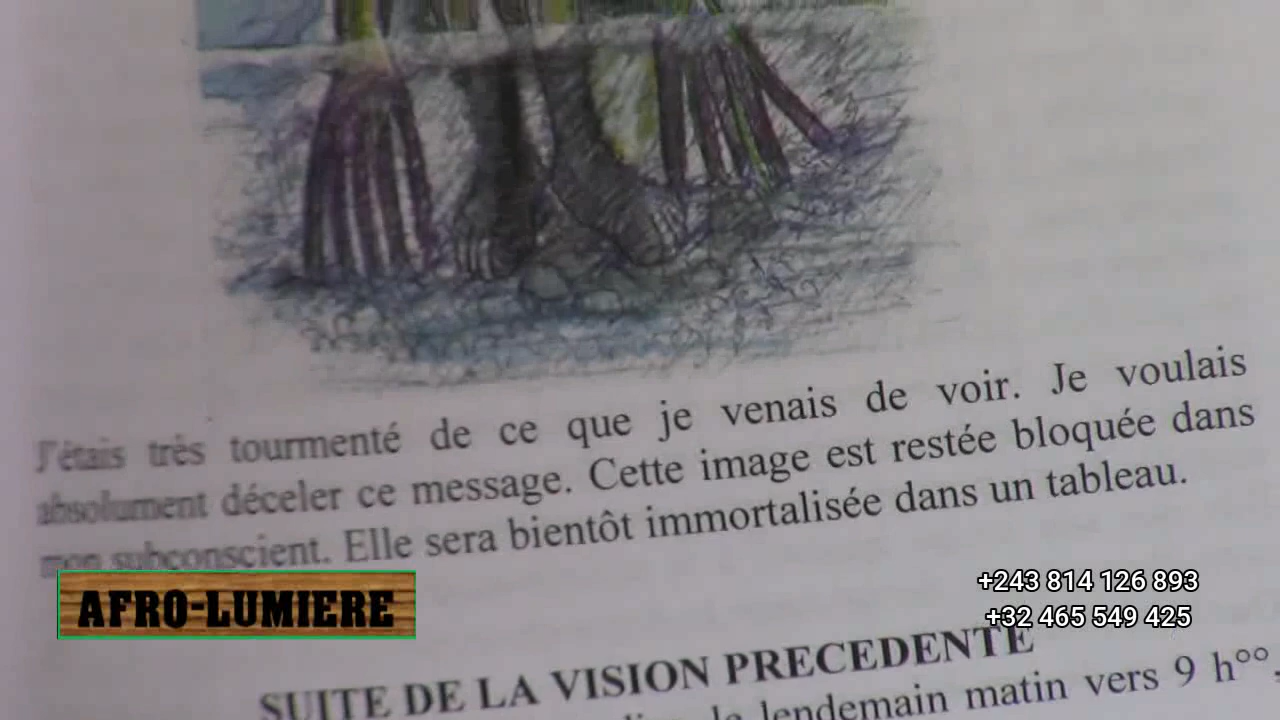 J'étais très tourmenté de ce que je venais de voir. Je voulais
absolument déceler ce message. Cette image est restée bloquée dans
mon subconscient. Elle sera bientôt immortalisée dans un tableau.
AFRO-LUMIERE
+243 814 126 893
+32 465 549 425
SUITE DE LA VISION PRECEDENTE
le lendemain matin vers 9 h°°,